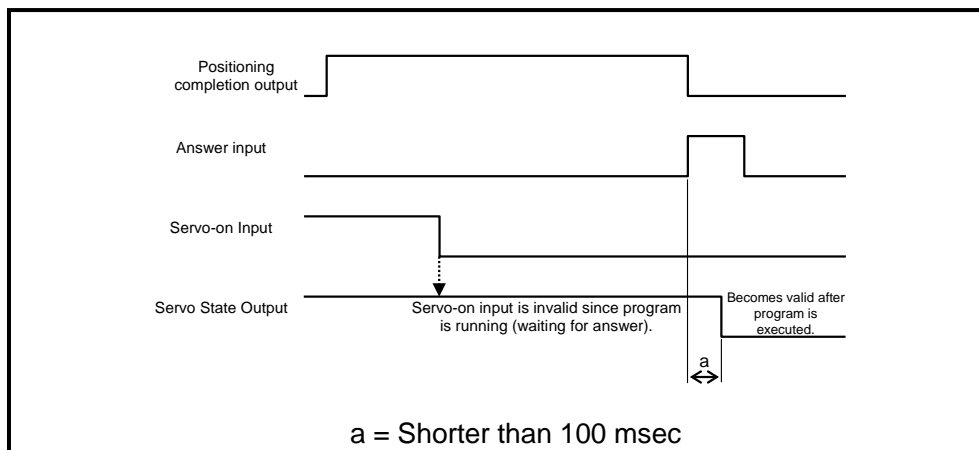 Positioning
completion output
Answer input
Servo-on Input
Servo State Output
Servo-on input is invalid since program
is running (waiting for answer).
Becomes valid after
program is
executed.
a
a = Shorter than 100 msec